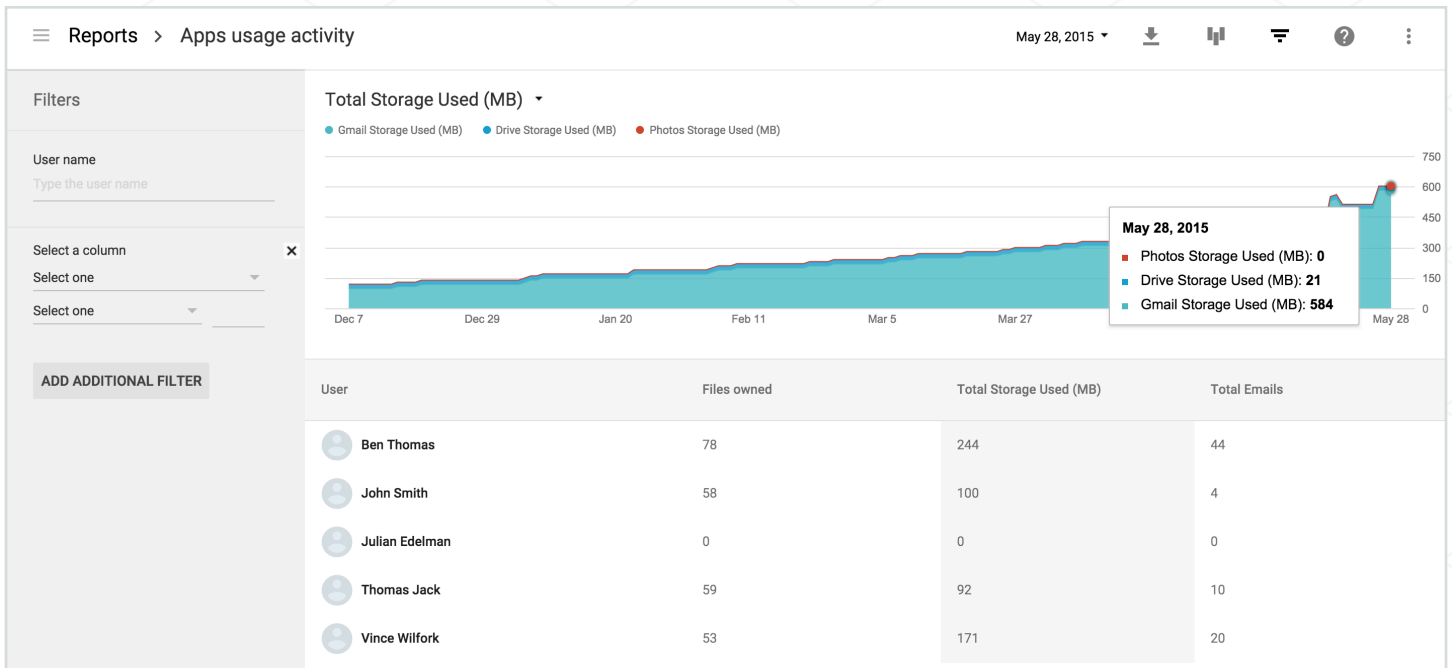 Reports > Apps usage activity
May 28, 2015
Filters
User name
Type the user name
Select a column
Select one
Select one
ADD ADDITIONAL FILTER
Total Storage Used (MB)
Gmail Storage Used (MB) Drive Storage Used (MB) Photos Storage Used (MB)
750
600
450
300
150
0
May 28, 2015
Photos Storage Used (MB): 0
Drive Storage Used (MB): 21
Gmail Storage Used (MB): 584
Dec 7 Dec 29 Jan 20 Feb 11 Mar 5 Mar 27 May 28
User Files owned Total Storage Used (MB) Total Emails
Ben Thomas 78 244 44
John Smith 58 100 4
Julian Edelman 0 0 0
Thomas Jack 59 92 10
Vince Wilfork 53 171 20